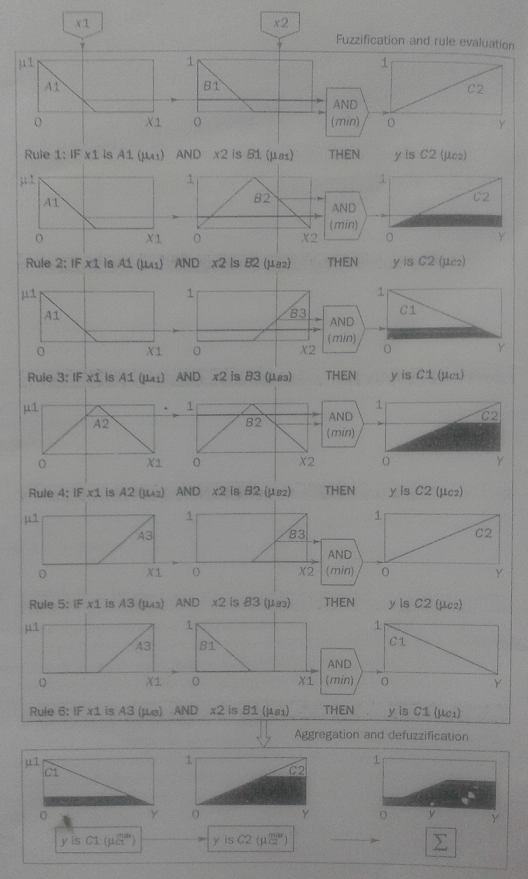 x1 x2
Fuzzification and rule evaluation
μ1 A1 0 X1 1 B1 0 AND (min) 1 C2 0 Y
Rule 1: IF x1 is A1 (μA1) AND x2 is B1 (μB1) THEN y is C2 (μC2)
1 A1 0 X1 1 B2 0 X2 AND (min) 1 C2 0 Y
Rule 2: IF x1 is A1 (μA1) AND x2 is B2 (μB2) THEN y is C2 (μC2)
μ1 A1 0 X1 1 B3 0 X2 AND (min) 1 C1 0 Y
Rule 3: IF x1 is A1 (μA1) AND x2 is B3 (μB3) THEN y is C1 (μC1)
μ1 A2 0 X1 1 B2 0 X2 AND (min) 1 C2 0 Y
Rule 4: IF x1 is A2 (μA2) AND x2 is B2 (μB2) THEN y is C2 (μC2)
μ1 A3 0 X1 1 B3 0 X2 AND (min) 1 C2 0 Y
Rule 5: IF x1 is A3 (μA3) AND x2 is B3 (μB3) THEN y is C2 (μC2)
μ1 A3 0 X1 1 B1 0 X1 AND (min) 1 C1 0 Y
Rule 6: IF x1 is A3 AND x2 is B1 (μB1) THEN y is C1 (μC1)
Aggregation and defuzzification
μ1 C1 0 Y 1 C2 0 Y 1 0 y Y
y is C1 (μC1max) y is C2 (μC2max) Σ